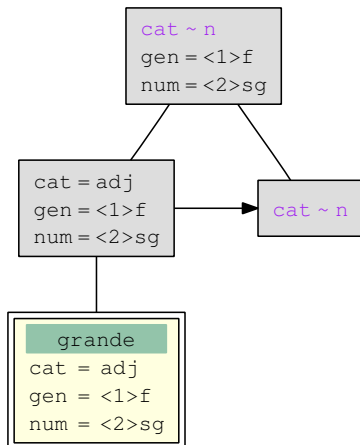 cat ~ n
gen = <1>f
num = <2>sg
cat = adj
gen = <1>f
num = <2>sg
cat ~ n
grande
cat = adj
gen = <1>f
num = <2>sg